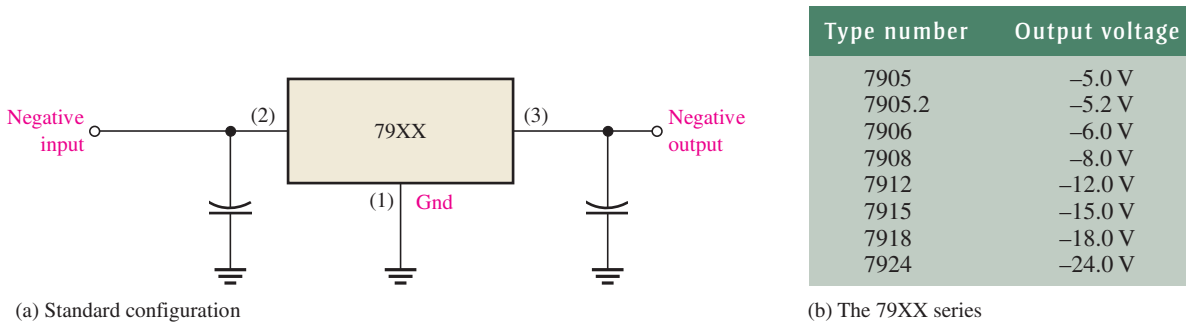 Negative
input
(2)
79XX
(3)
Negative
output
(1) Gnd
(a) Standard configuration
Type number Output voltage
7905 –5.0 V
7905.2 –5.2 V
7906 –6.0 V
7908 –8.0 V
7912 –12.0 V
7915 –15.0 V
7918 –18.0 V
7924 –24.0 V
(b) The 79XX series